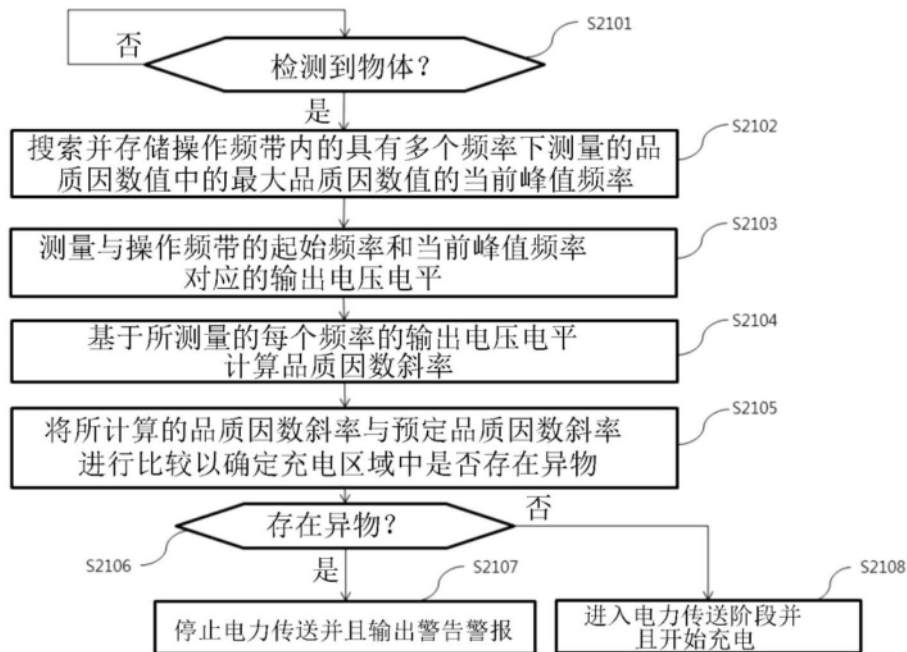 S2101
否
检测到物体？
是
S2102
搜索并存储操作频带内的具有多个频率下测量的品
质因数值中的最大品质因数值的当前峰值频率
S2103
测量与操作频带的起始频率和当前峰值频率
对应的输出电压电平
S2104
基于所测量的每个频率的输出电压电平
计算品质因数斜率
S2105
将所计算的品质因数斜率与预定品质因数斜率
进行比较以确定充电区域中是否存在异物
存在异物？
否
S2106
是
S2107
S2108
停止电力传送并且输出警告警报
进入电力传送阶段并
且开始充电